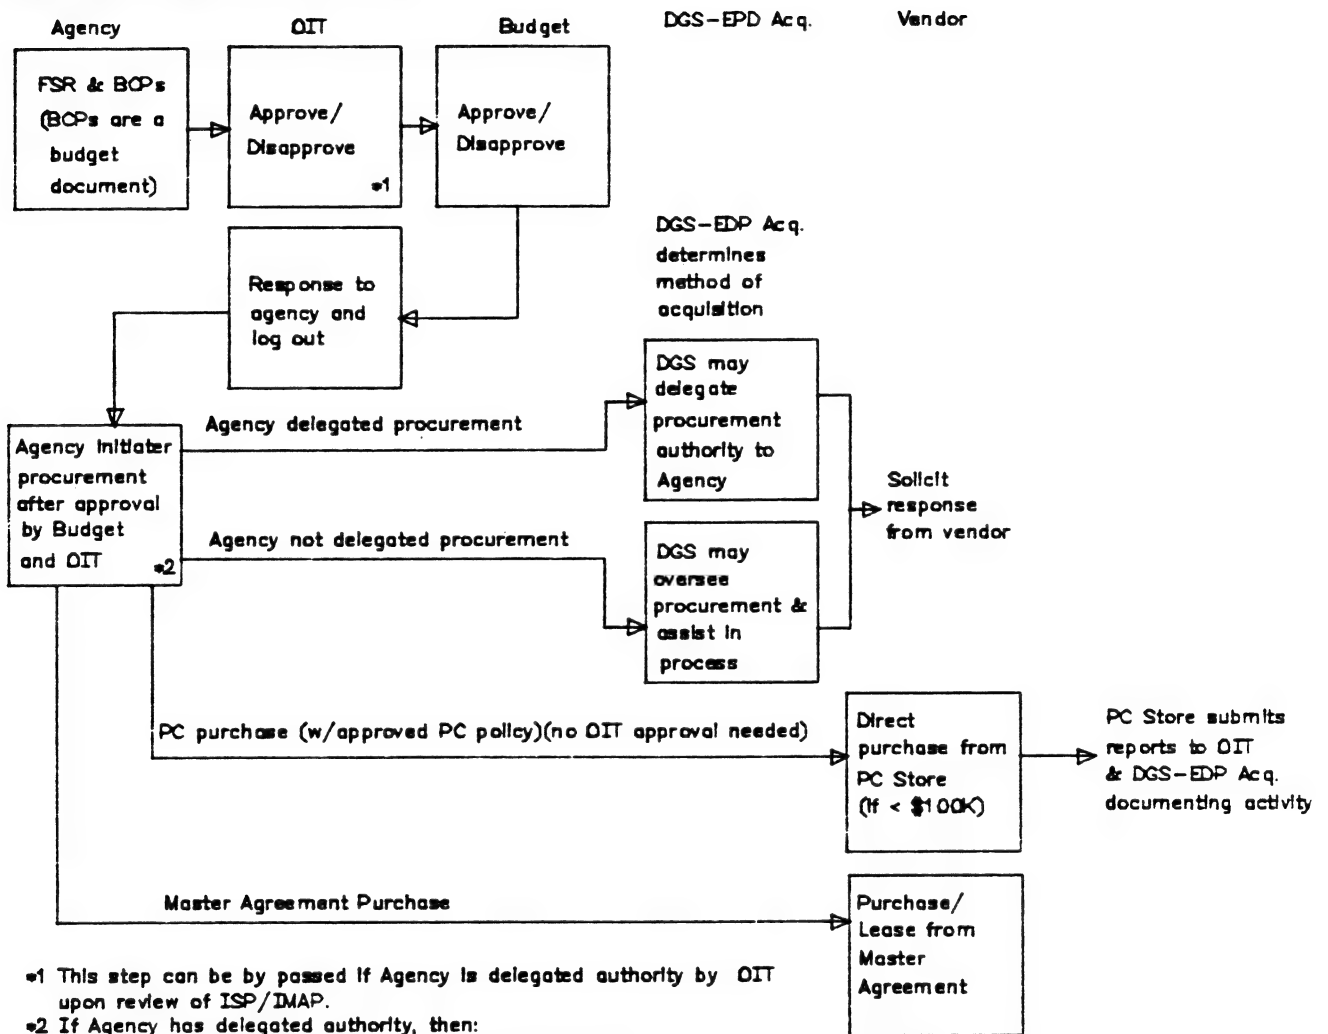 Agency
OIT
Budget
DGS-EPD Acq.
Vendor
FSR & BCPs
(BCPs are a
budget
document)
Approve/
Disapprove
*1
Approve/
Disapprove
Response to
agency and
log out
DGS-EDP Acq.
determines
method of
acquisition
Agency initiater
procurement
after approval
by Budget
and OIT
*2
Agency delegated procurement
DGS may
delegate
procurement
authority to
Agency
Agency not delegated procurement
DGS may
oversee
procurement &
assist in
process
Solicit
response
from vendor
PC purchase (w/approved PC policy)(no OIT approval needed)
Direct
purchase from
PC Store
(if < $100K)
PC Store submits
reports to OIT
& DGS-EDP Acq.
documenting activity
Master Agreement Purchase
Purchase/
Lease from
Master
Agreement
*1 This step can be by passed if Agency is delegated authority by OIT
upon review of ISP/IMAP.
*2 If Agency has delegated authority, then: